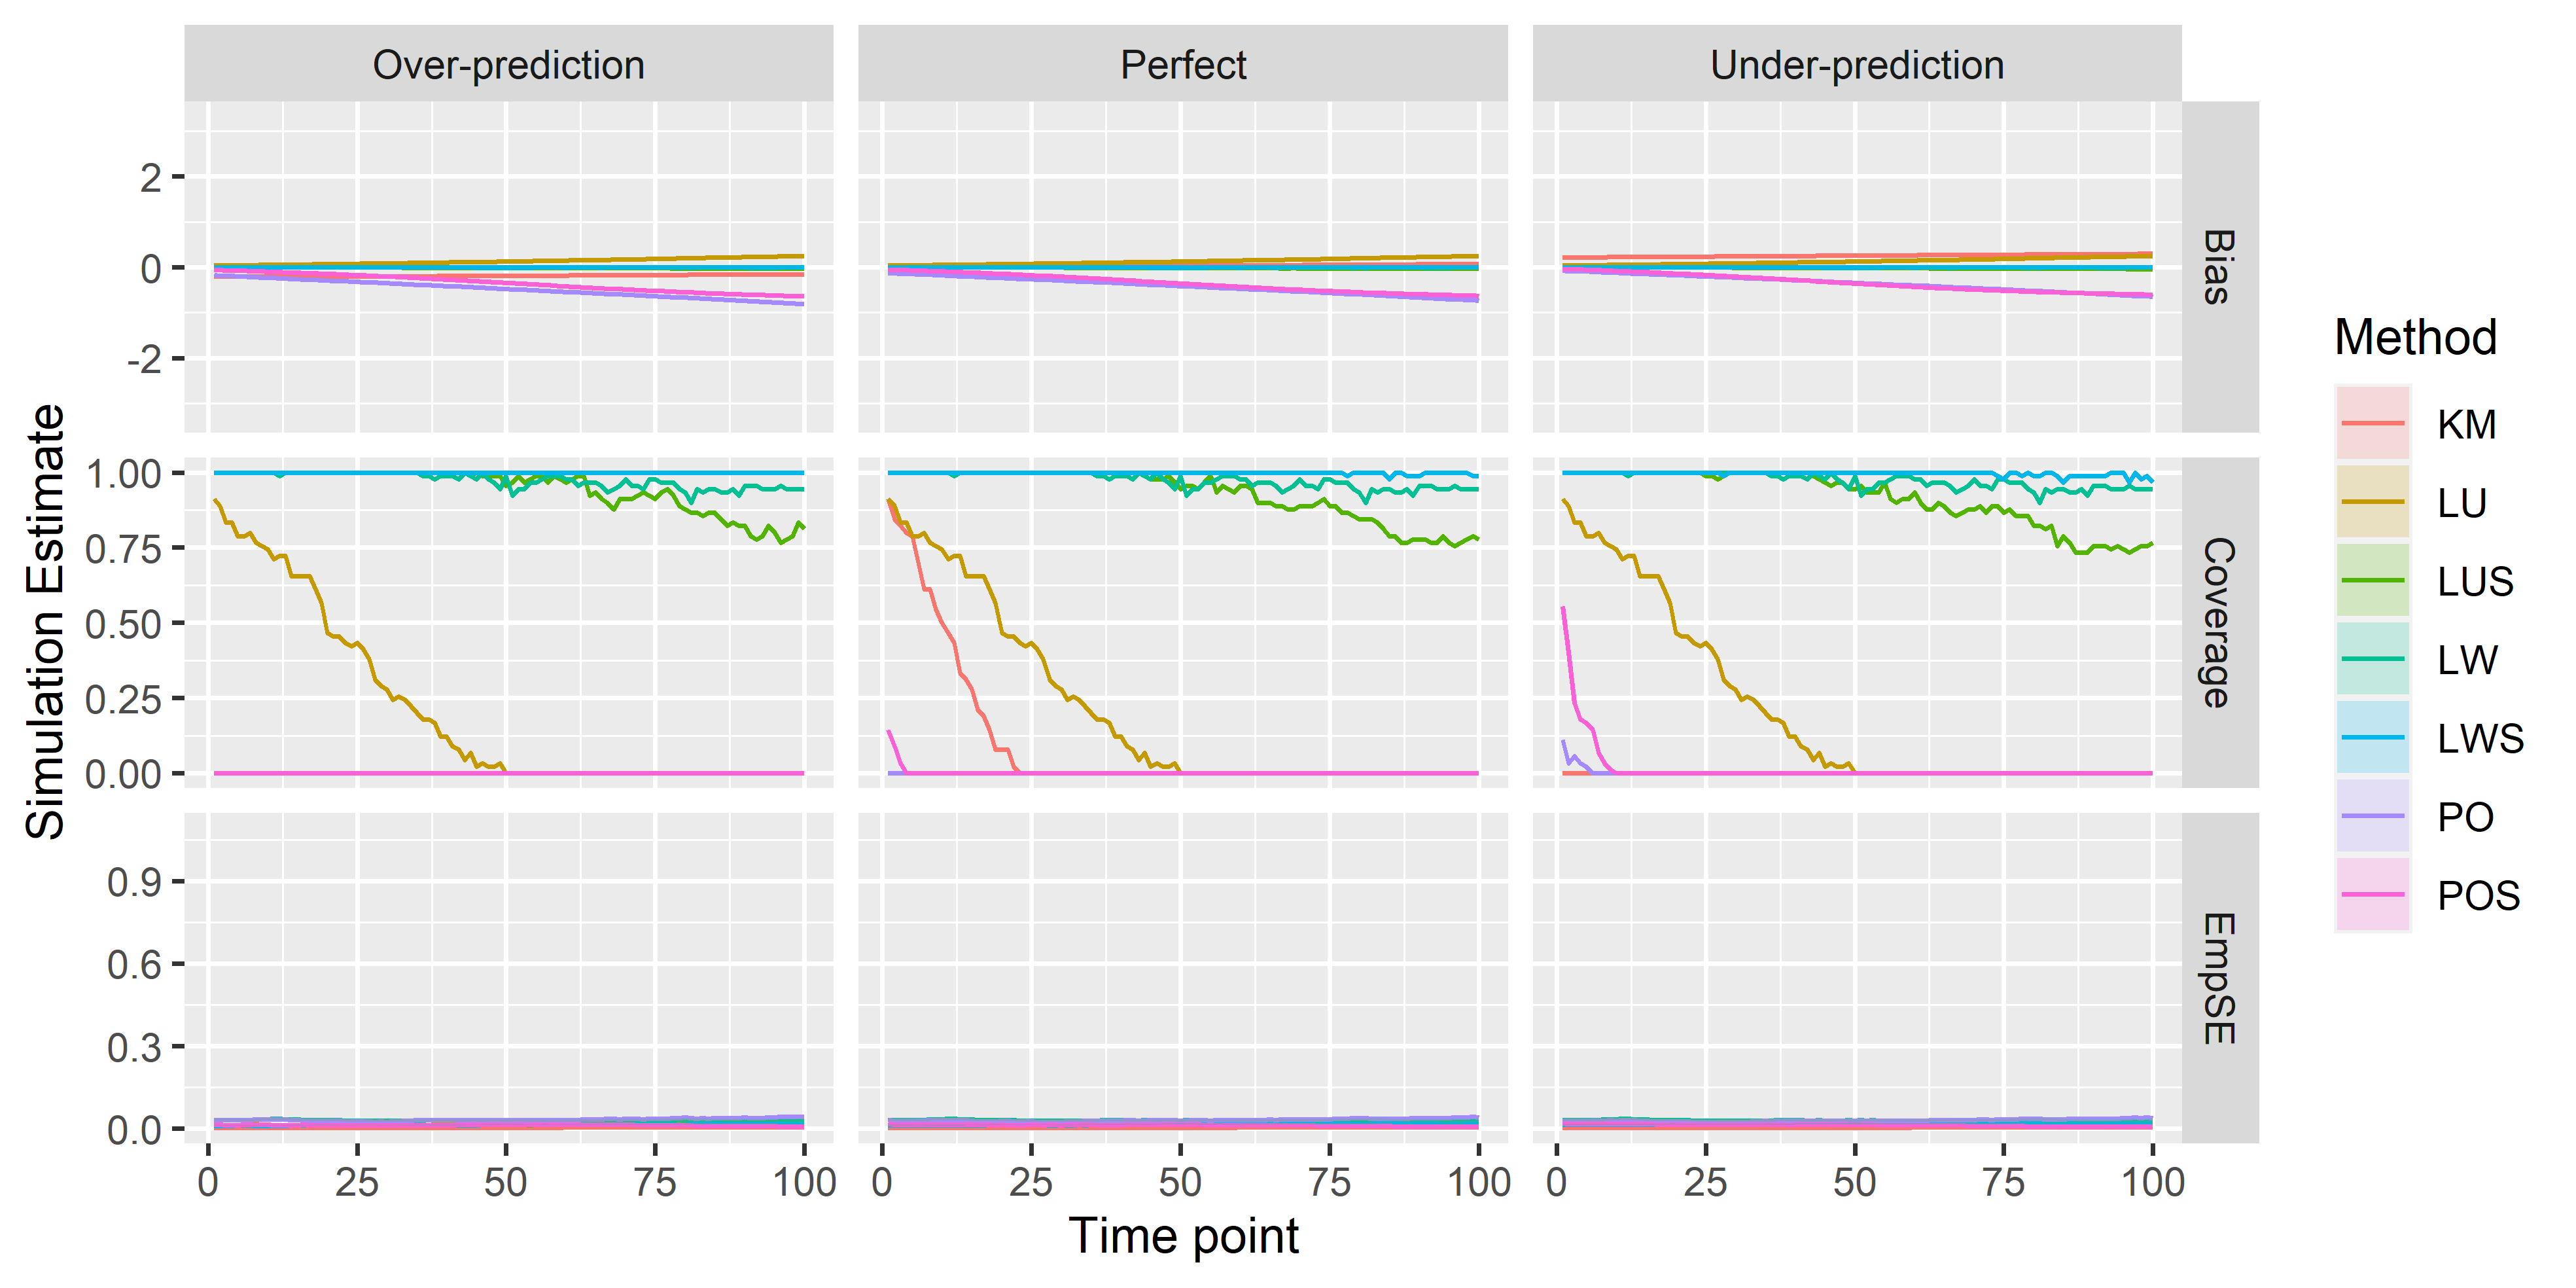 Over-prediction
Perfect
Under-prediction
2
0
-2
Bias
1.00
0.75
0.50
0.25
0.00
Coverage
0.9
0.6
0.3
0.0
EmpSE
0 25 50 75 100
0 25 50 75 100
0 25 50 75 100
Time point
Simulation Estimate
Method
KM
LU
LUS
LW
LWS
PO
POS